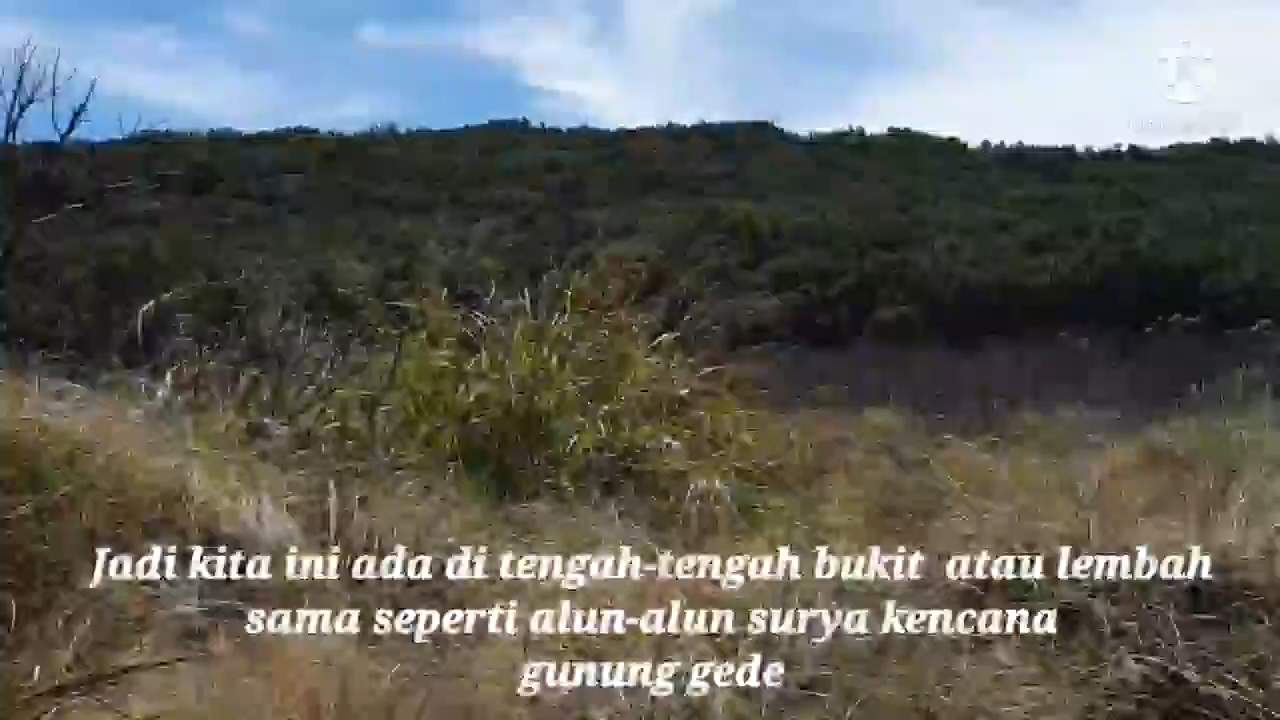 Jadi kita ini ada di tengah-tengah bukit atau lembah
sama seperti alun-alun surya kencana
gunung gede